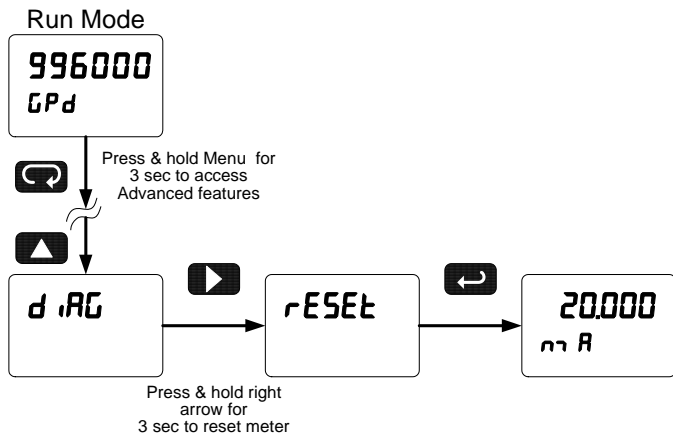 Run Mode
996000
GPd
Press & hold Menu for
3 sec to access
Advanced features
d iAG
rESEt
20.000
mA
Press & hold right
arrow for
3 sec to reset meter